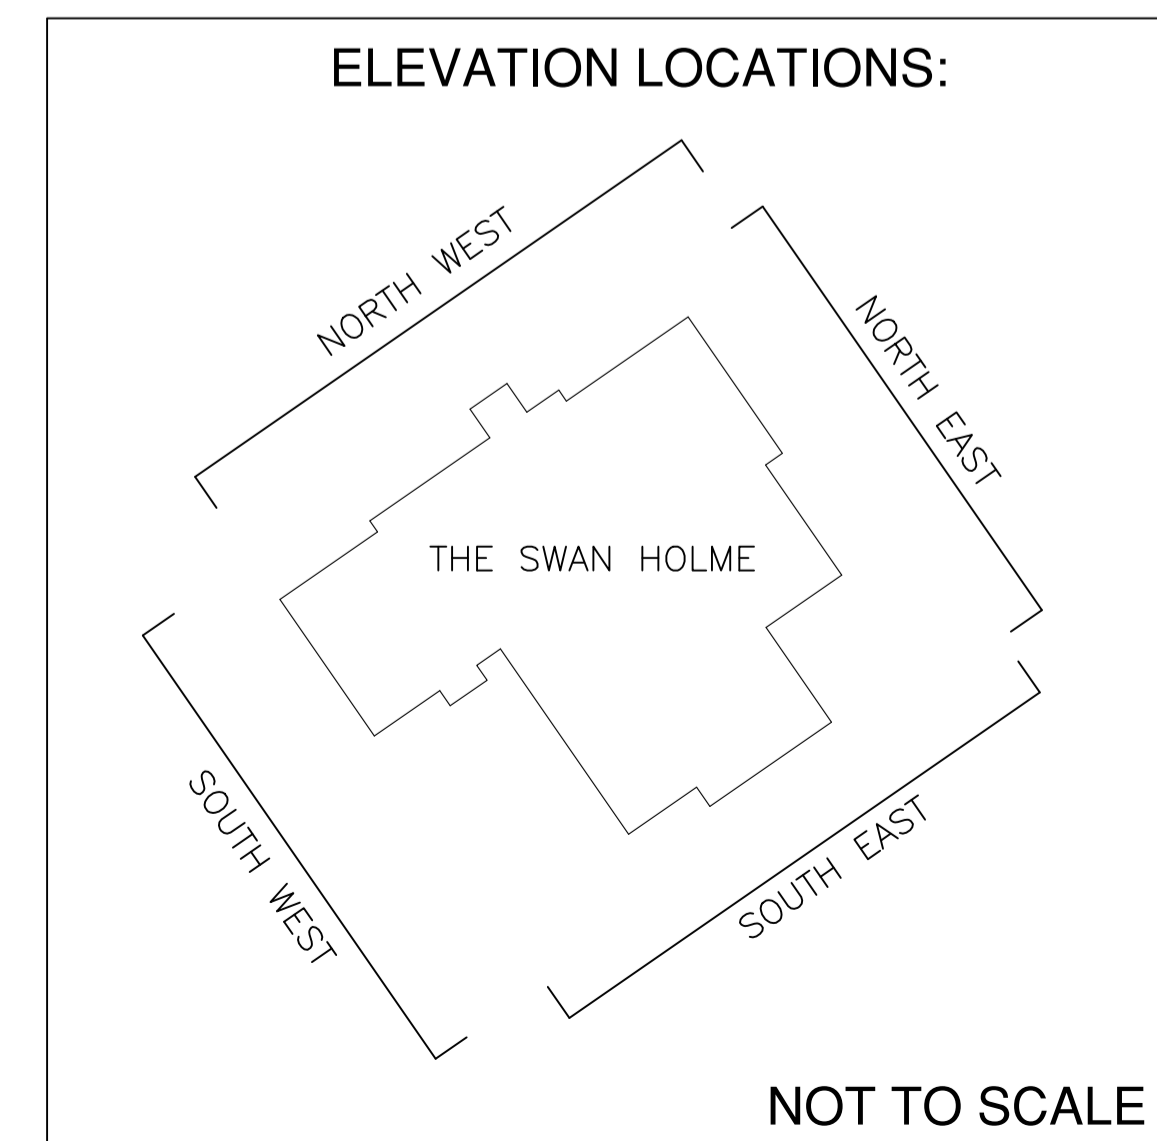 ELEVATION LOCATIONS:
NORTH WEST
NORTH EAST
THE SWAN HOLME
SOUTH WEST
SOUTH EAST
NOT TO SCALE